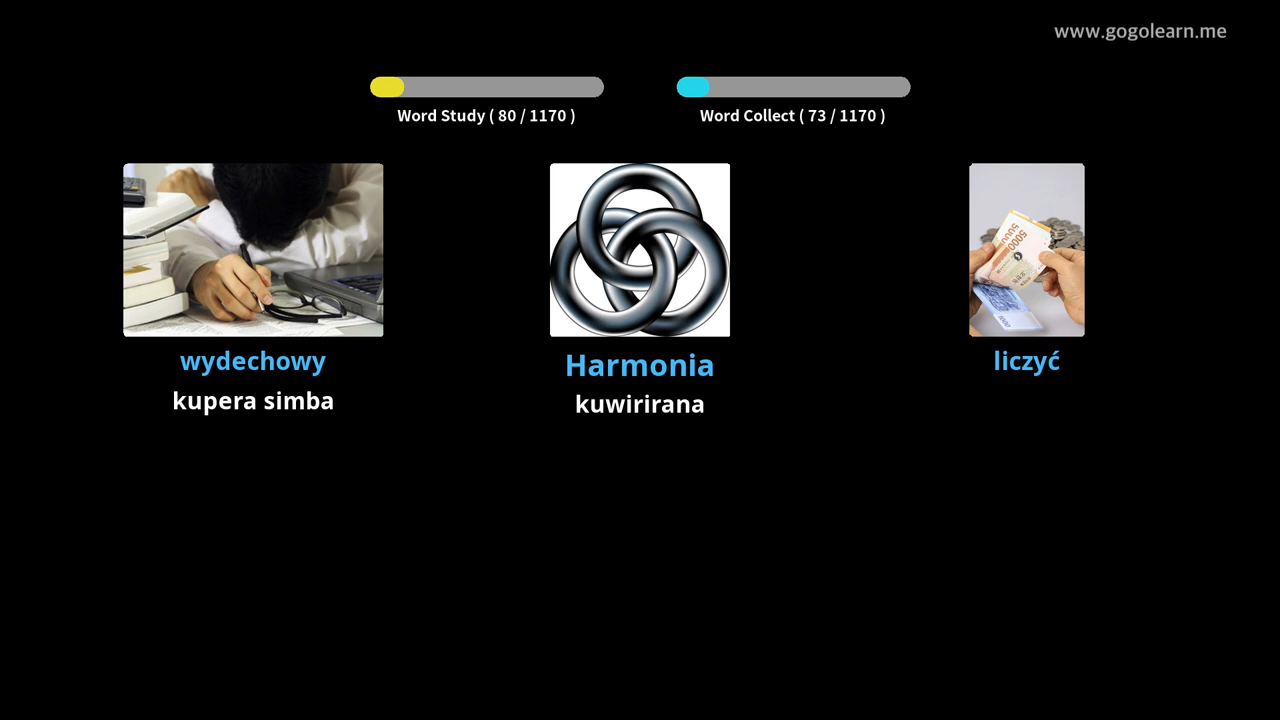 www.gogolearn.me
Word Study ( 80 / 1170 )
Word Collect ( 73 / 1170 )
wydechowy
kupera simba
Harmonia
kuwirirana
liczyć